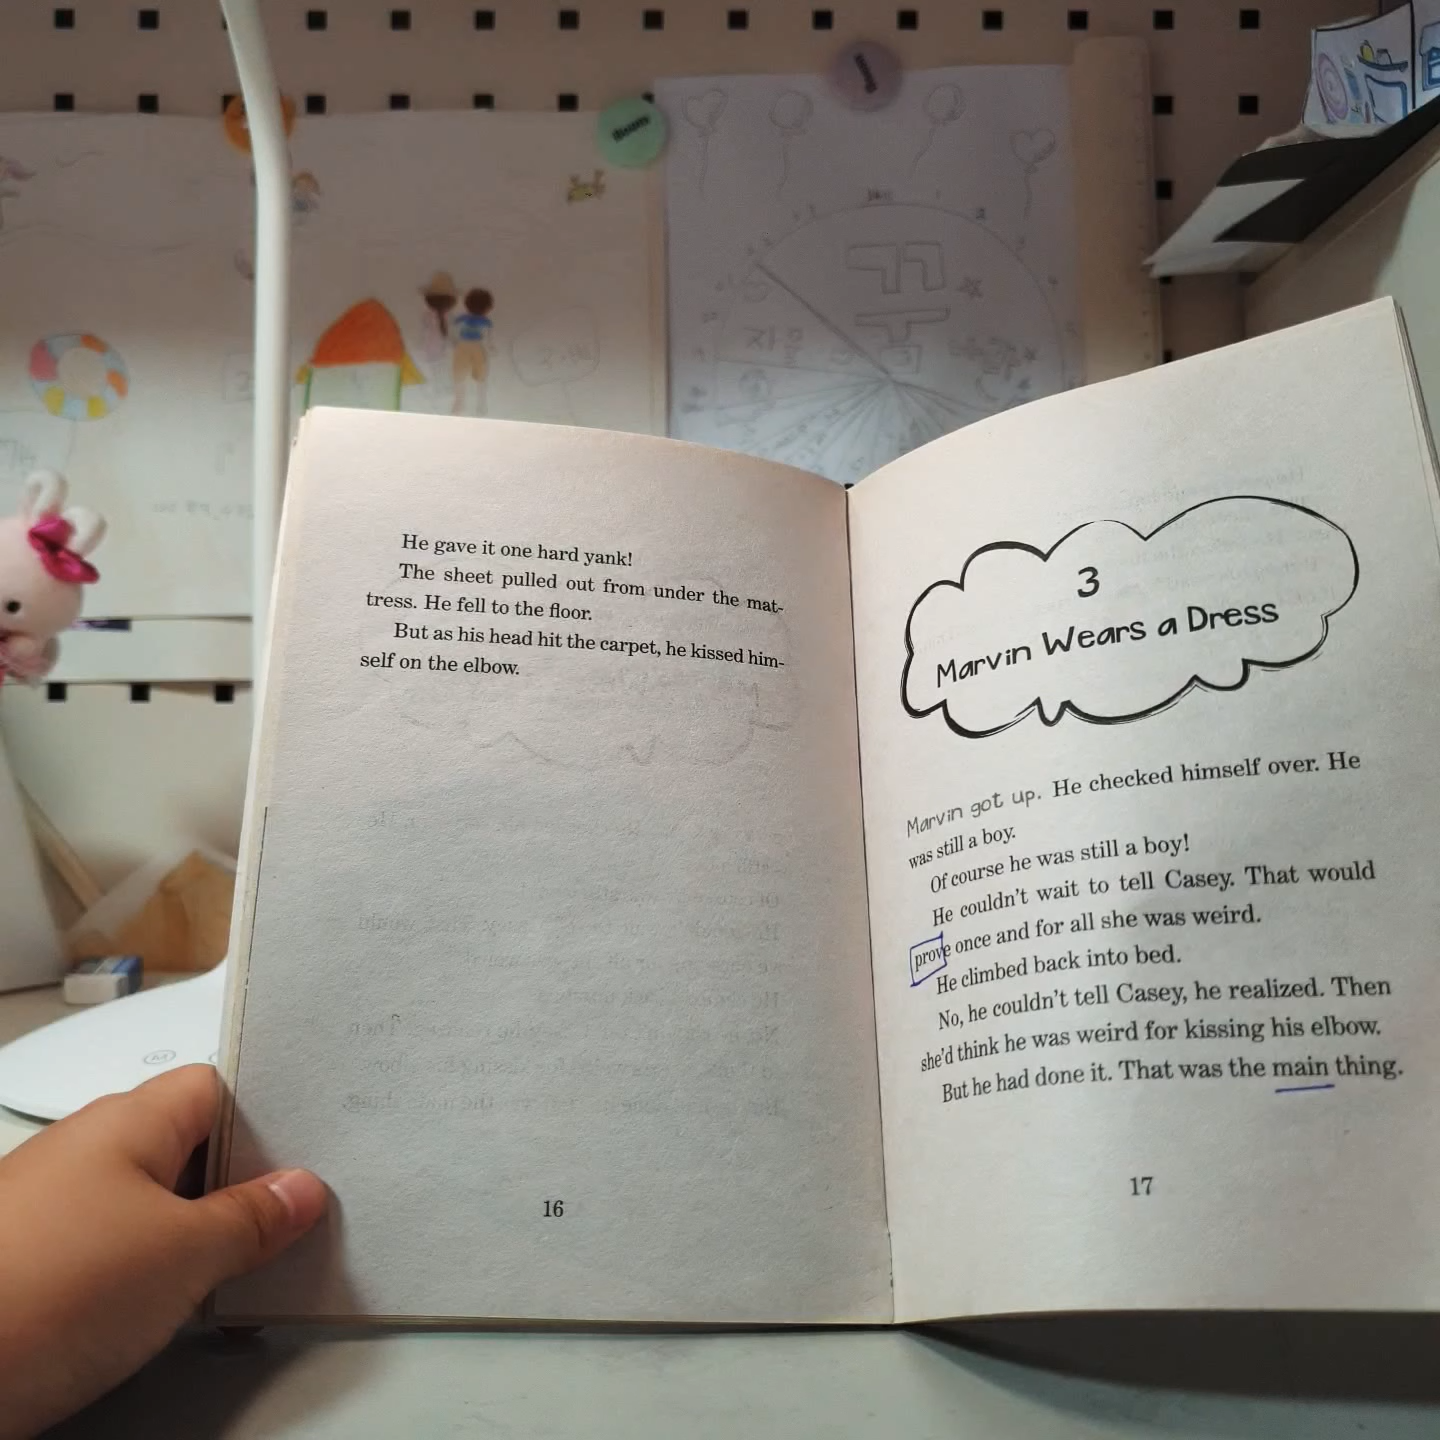 He gave it one hard yank!
The sheet pulled out from under the mat-
tress. He fell to the floor.
But as his head hit the carpet, he kissed him-
self on the elbow.
16
3
Marvin Wears a Dress
Marvin got up. He checked himself over. He
was still a boy.
Of course he was still a boy!
He couldn't wait to tell Casey. That would
prove once and for all she was weird.
He climbed back into bed.
No, he couldn't tell Casey, he realized. Then
she'd think he was weird for kissing his elbow.
But he had done it. That was the main thing.
17